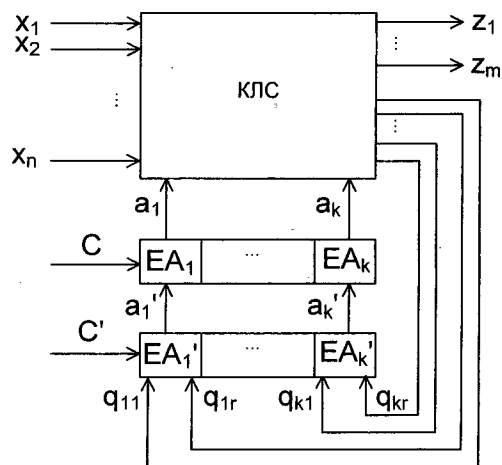 x₁ z₁
x₂ ⋮
⋮ КЛС zₘ
⋮
xₙ
a₁ aₖ
C EA₁ ... EAₖ
a₁' aₖ'
C' EA₁' ... EAₖ'
q₁₁ q₁ᵣ qₖ₁ qₖᵣ